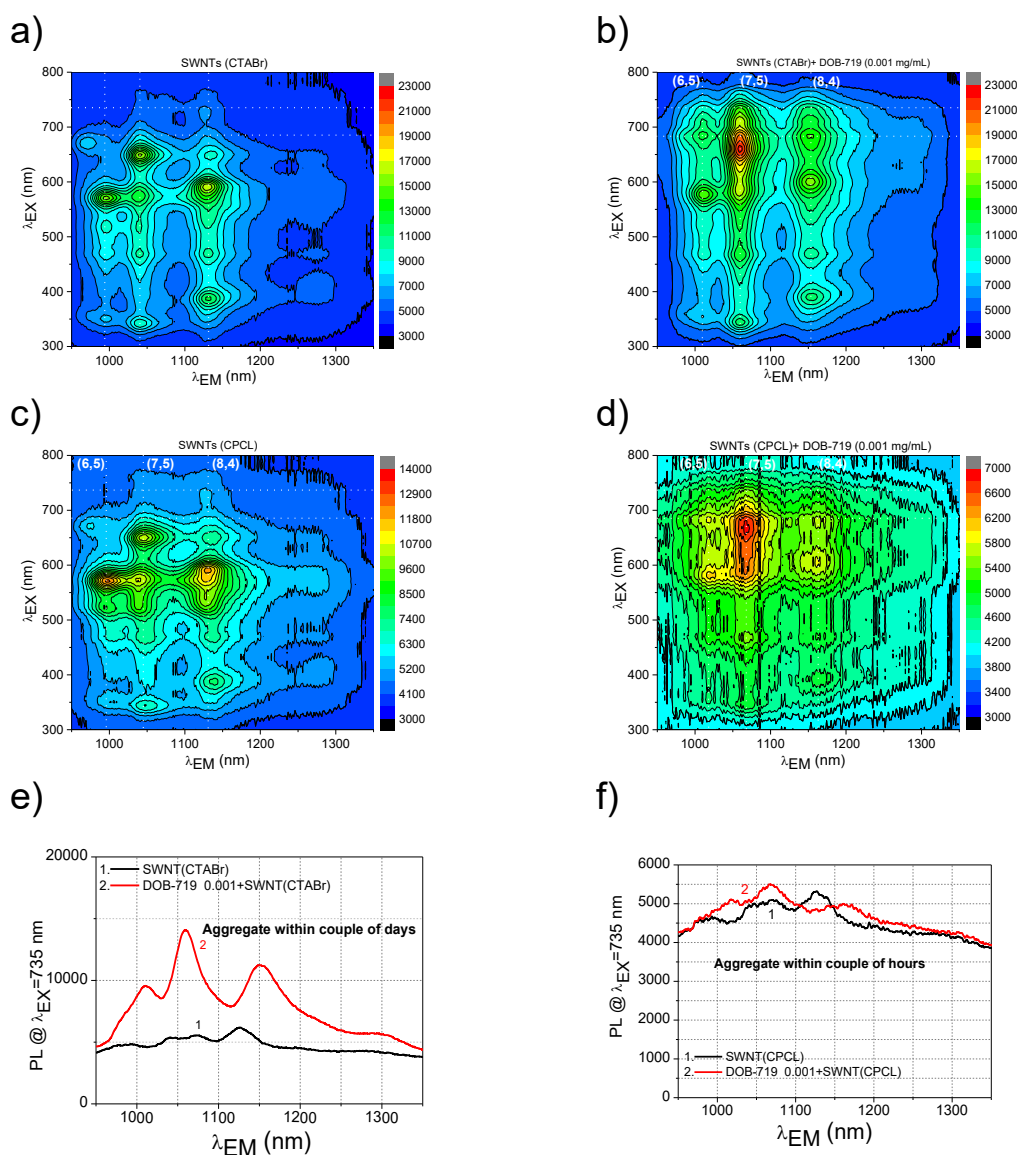 a)
SWNTs (CTABr)
800
700
600
500
400
300
λEX (nm)
1000 1100 1200 1300
λEM (nm)
23000
21000
19000
17000
15000
13000
11000
9000
7000
5000
3000
b)
SWNTs (CTABr)+ DOB-719 (0.001 mg/mL)
(6,5) (7,5) (8,4)
800
700
600
500
400
300
λEX (nm)
1000 1100 1200 1300
λEM (nm)
23000
21000
19000
17000
15000
13000
11000
9000
7000
5000
3000
c)
SWNTs (CPCL)
(6,5) (7,5) (8,4)
800
700
600
500
400
300
λEX (nm)
1000 1100 1200 1300
λEM (nm)
14000
12900
11800
10700
9600
8500
7400
6300
5200
4100
3000
d)
SWNTs (CPCL)+ DOB-719 (0.001 mg/mL)
(6,5) (7,5) (8,4)
800
700
600
500
400
300
λEX (nm)
1000 1100 1200 1300
λEM (nm)
7000
6600
6200
5800
5400
5000
4600
4200
3800
3400
3000
e)
20000
10000
0
PL @ λEX=735 nm
1. SWNT(CTABr)
2. DOB-719 0.001+SWNT(CTABr)
Aggregate within couple of days
2
1
1000 1100 1200 1300
λEM (nm)
f)
6000
5000
4000
3000
2000
1000
0
PL @ λEX=735 nm
2
1
Aggregate within couple of hours
1. SWNT(CPCL)
2. DOB-719 0.001+SWNT(CPCL)
1000 1100 1200 1300
λEM (nm)